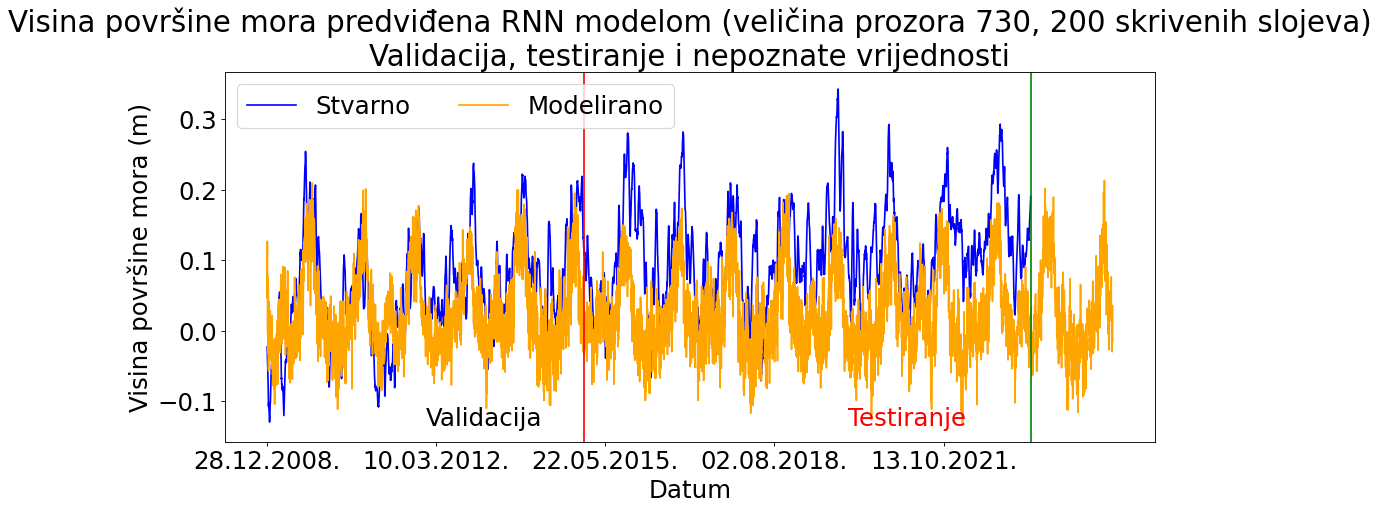 Visina površine mora predviđena RNN modelom (veličina prozora 730, 200 skrivenih slojeva)
Validacija, testiranje i nepoznate vrijednosti
Stvarno Modelirano
Visina površine mora (m)
0.3
0.2
0.1
0.0
−0.1
Validacija Testiranje
28.12.2008. 10.03.2012. 22.05.2015. 02.08.2018. 13.10.2021.
Datum